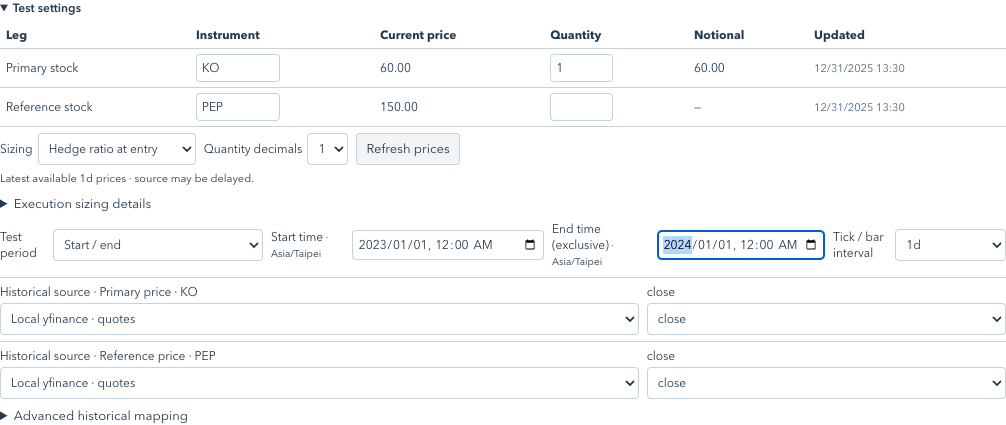 ▼ Test settings
Leg Instrument Current price Quantity Notional Updated
Primary stock KO 60.00 1 60.00 12/31/2025 13:30
Reference stock PEP 150.00 – 12/31/2025 13:30
Sizing Hedge ratio at entry Quantity decimals 1 Refresh prices
Latest available 1d prices · source may be delayed.
▶ Execution sizing details
Test period Start / end Start time · Asia/Taipei 2023/01/01, 12:00 AM End time (exclusive) · Asia/Taipei 2024/01/01, 12:00 AM Tick / bar interval 1d
Historical source · Primary price · KO close
Local yfinance · quotes close
Historical source · Reference price · PEP close
Local yfinance · quotes close
▶ Advanced historical mapping